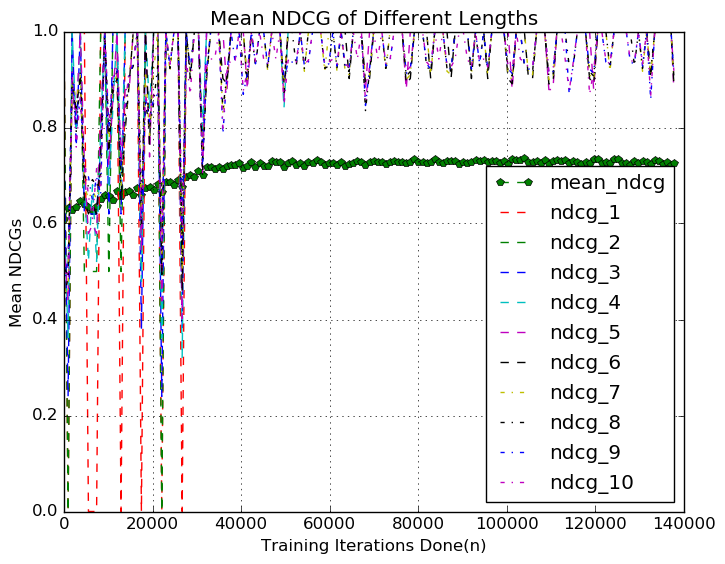 Mean NDCG of Different Lengths
1.0
0.8
0.6
0.4
0.2
0.0
Mean NDCGs
mean_ndcg
ndcg_1
ndcg_2
ndcg_3
ndcg_4
ndcg_5
ndcg_6
ndcg_7
ndcg_8
ndcg_9
ndcg_10
0 20000 40000 60000 80000 100000 120000 140000
Training Iterations Done(n)